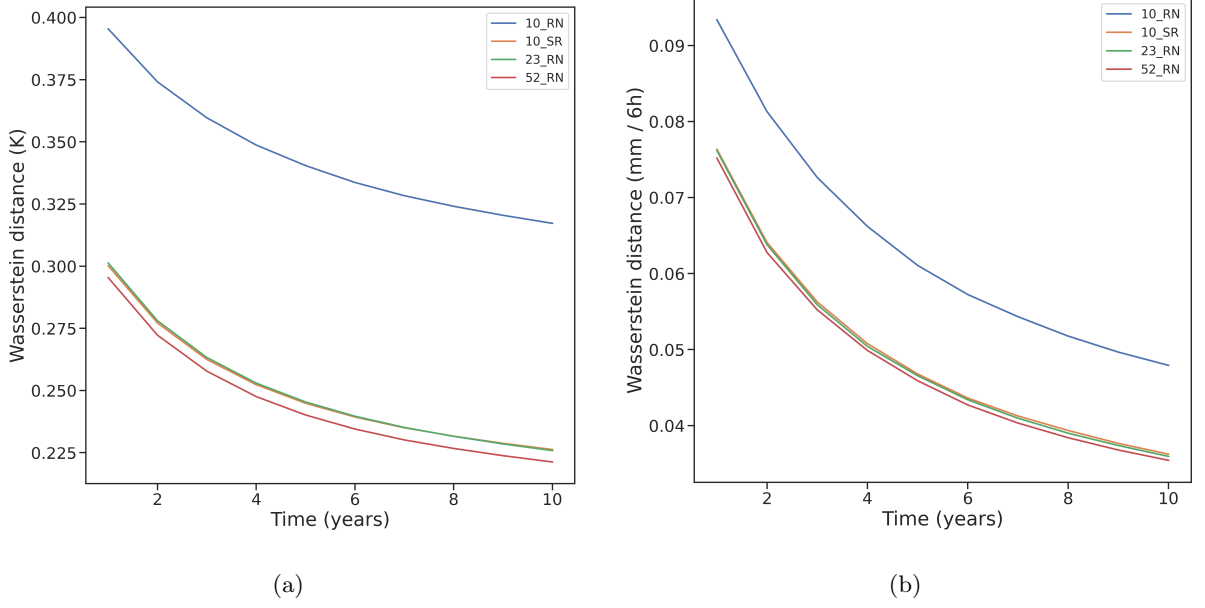 0.400
0.375
0.350
0.325
0.300
0.275
0.250
0.225
Wasserstein distance (K)
2
4
6
8
10
Time (years)
10_RN
10_SR
23_RN
52_RN
(a)
0.09
0.08
0.07
0.06
0.05
0.04
Wasserstein distance (mm / 6h)
2
4
6
8
10
Time (years)
10_RN
10_SR
23_RN
52_RN
(b)